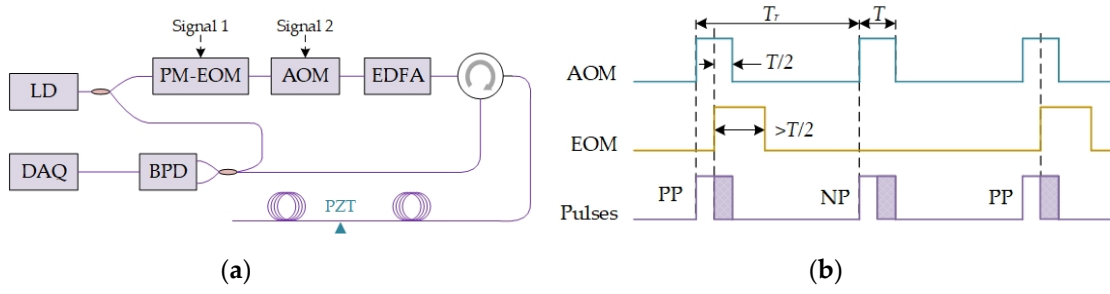 Signal 1 Signal 2
LD PM-EOM AOM EDFA
DAQ BPD
PZT
(a)
Tr T
AOM T/2
EOM >T/2
Pulses PP NP PP
(b)